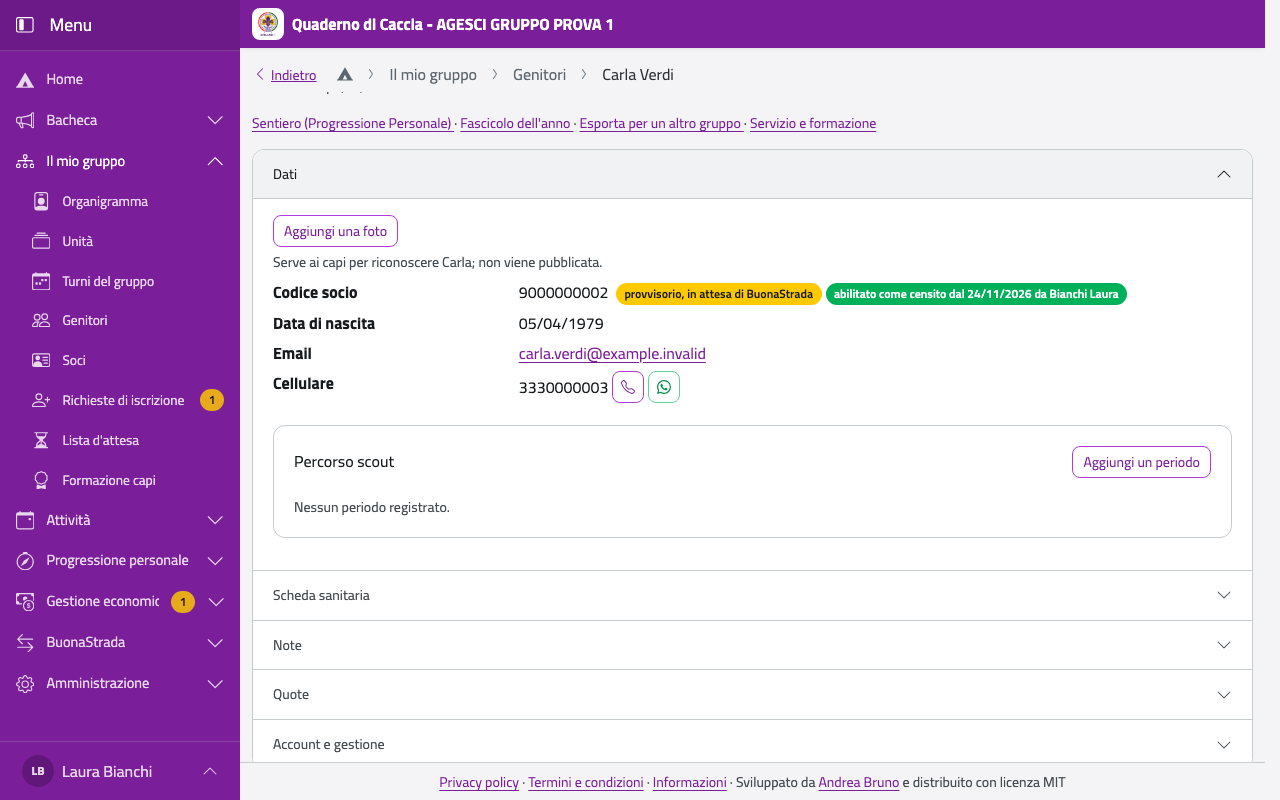 Menu
Quaderno di Caccia - AGESCI GRUPPO PROVA 1
Indietro
Il mio gruppo
Genitori
Carla Verdi
Home
Bacheca
Il mio gruppo
Organigramma
Unità
Turni del gruppo
Genitori
Soci
Richieste di iscrizione 1
Lista d'attesa
Formazione capi
Attività
Progressione personale
Gestione economic 1
BuonaStrada
Amministrazione
LB Laura Bianchi
Sentiero (Progressione Personale) · Fascicolo dell'anno · Esporta per un altro gruppo · Servizio e formazione
Dati
Aggiungi una foto
Serve ai capi per riconoscere Carla; non viene pubblicata.
Codice socio 9000000002 provvisorio, in attesa di BuonaStrada abilitato come censito dal 24/11/2026 da Bianchi Laura
Data di nascita 05/04/1979
Email carla.verdi@example.invalid
Cellulare 3330000003
Percorso scout Aggiungi un periodo
Nessun periodo registrato.
Scheda sanitaria
Note
Quote
Account e gestione
Privacy policy · Termini e condizioni · Informazioni · Sviluppato da Andrea Bruno e distribuito con licenza MIT